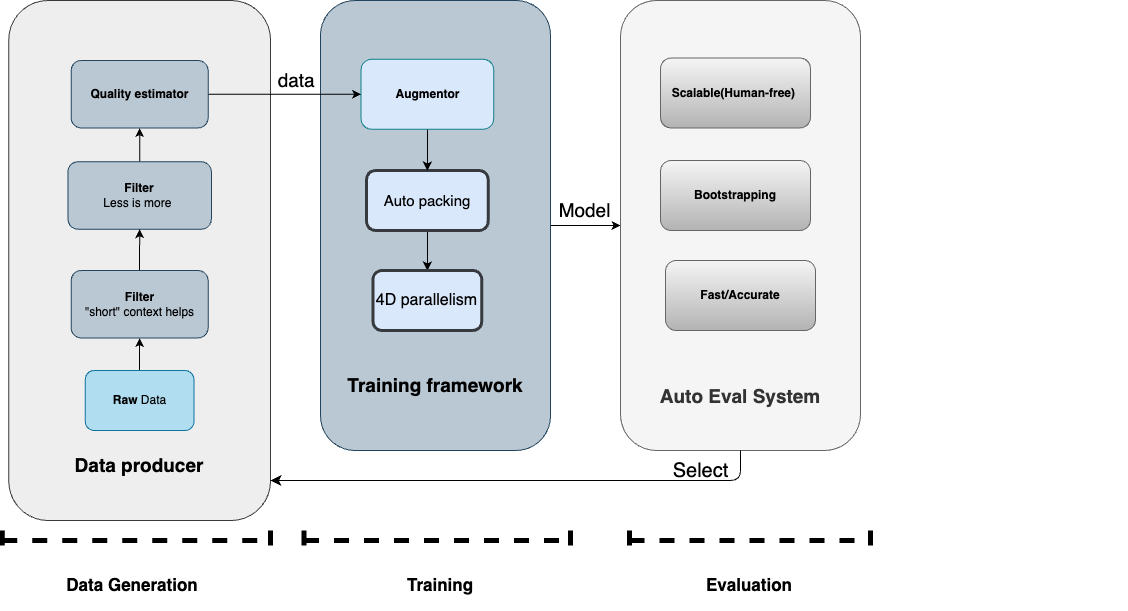 Quality estimator
Filter
Less is more
Filter
"short" context helps
Raw Data
Data producer
data
Augmentor
Auto packing
4D parallelism
Training framework
Model
Scalable(Human-free)
Bootstrapping
Fast/Accurate
Auto Eval System
Select
Data Generation
Training
Evaluation